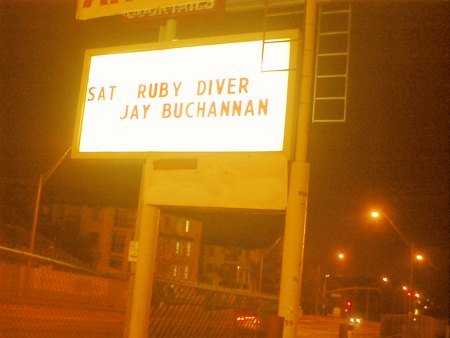 SAT RUBY DIVER
JAY BUCHANNAN